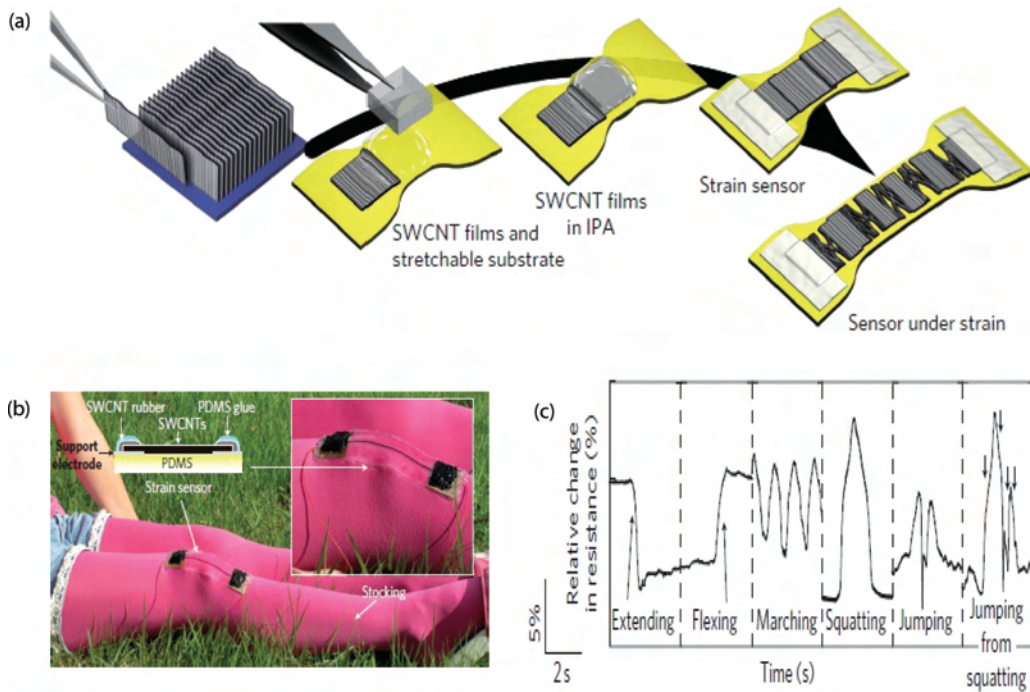 (a)
SWCNT films and
stretchable substrate
SWCNT films
in IPA
Strain sensor
Sensor under strain
(b)
SWCNT rubber
PDMS glue
SWCNTs
Support
electrode
PDMS
Strain sensor
Stocking
(c)
Relative change
in resistance (%)
5%
2s
Extending
Flexing
Marching
Squatting
Jumping
Jumping
from
squatting
Time (s)